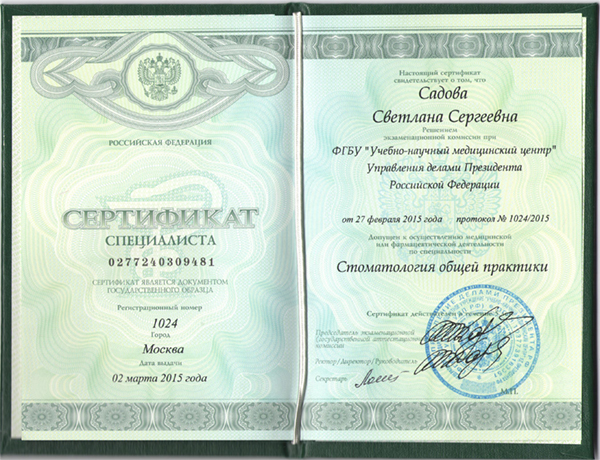 РОССИЙСКАЯ ФЕДЕРАЦИЯ
СЕРТИФИКАТ
СПЕЦИАЛИСТА
0277240309481
СЕРТИФИКАТ ЯВЛЯЕТСЯ ДОКУМЕНТОМ
ГОСУДАРСТВЕННОГО ОБРАЗЦА
Регистрационный номер
1024
Город
Москва
Дата выдачи
02 марта 2015 года
Настоящий сертификат
свидетельствует о том, что
Садова
Светлана Сергеевна
Решением
экзаменационной комиссии при
ФГБУ "Учебно-научный медицинский центр"
Управления делами Президента
Российской Федерации
от 27 февраля 2015 года протокол № 1024/2015
Допущен к осуществлению медицинской
или фармацевтической деятельности
по специальности
Стоматология общей практики
Сертификат действителен в течение
Председатель экзаменационной
(государственной аттестационной)
комиссии
Ректор/Директор/Руководитель
Секретарь
М.П.